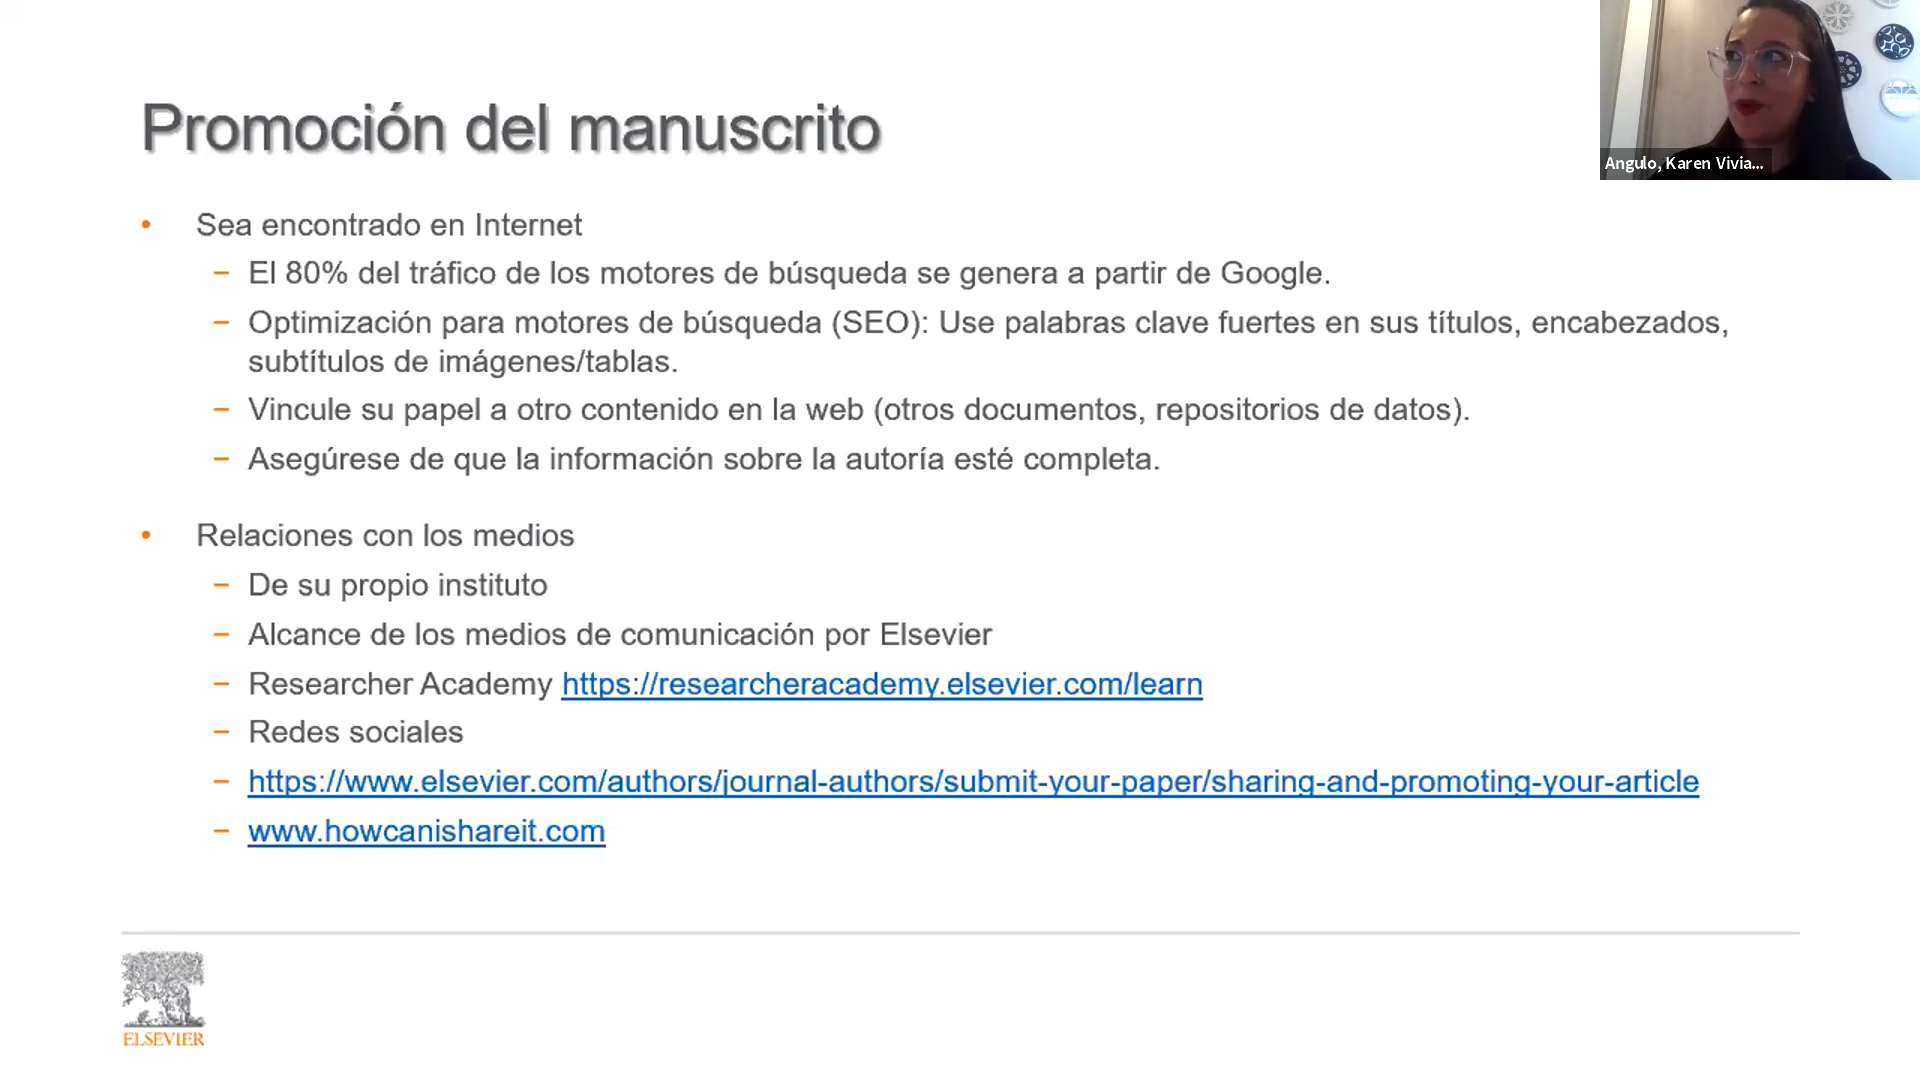 Promoción del manuscrito
Angulo, Karen Vivia...
• Sea encontrado en Internet
– El 80% del tráfico de los motores de búsqueda se genera a partir de Google.
– Optimización para motores de búsqueda (SEO): Use palabras clave fuertes en sus títulos, encabezados,
subtítulos de imágenes/tablas.
– Vincule su papel a otro contenido en la web (otros documentos, repositorios de datos).
– Asegúrese de que la información sobre la autoría esté completa.
• Relaciones con los medios
– De su propio instituto
– Alcance de los medios de comunicación por Elsevier
– Researcher Academy https://researcheracademy.elsevier.com/learn
– Redes sociales
– https://www.elsevier.com/authors/journal-authors/submit-your-paper/sharing-and-promoting-your-article
– www.howcanishareit.com
ELSEVIER